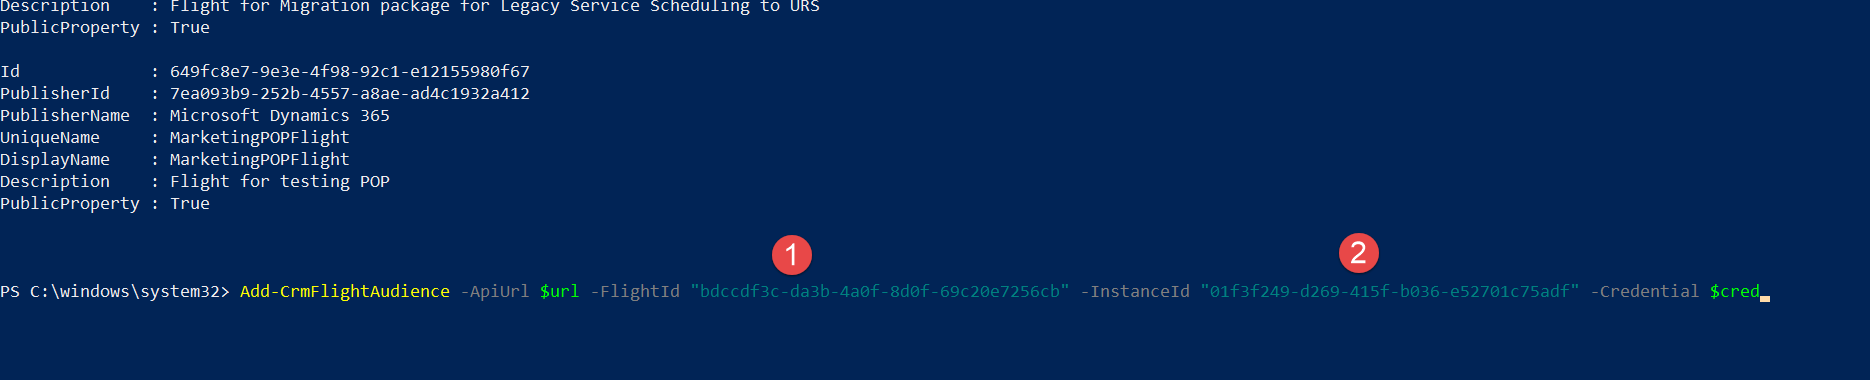 Description    : Flight for Migration package for Legacy Service Scheduling to URS
PublicProperty : True
Id             : 649fc8e7-9e3e-4f98-92c1-e12155980f67
PublisherId    : 7ea093b9-252b-4557-a8ae-ad4c1932a412
PublisherName  : Microsoft Dynamics 365
UniqueName     : MarketingPOPFlight
DisplayName    : MarketingPOPFlight
Description    : Flight for testing POP
PublicProperty : True
1 2
PS C:\windows\system32> Add-CrmFlightAudience -ApiUrl $url -FlightId "bdccdf3c-da3b-4a0f-8d0f-69c20e7256cb" -InstanceId "01f3f249-d269-415f-b036-e52701c75adf" -Credential $cred